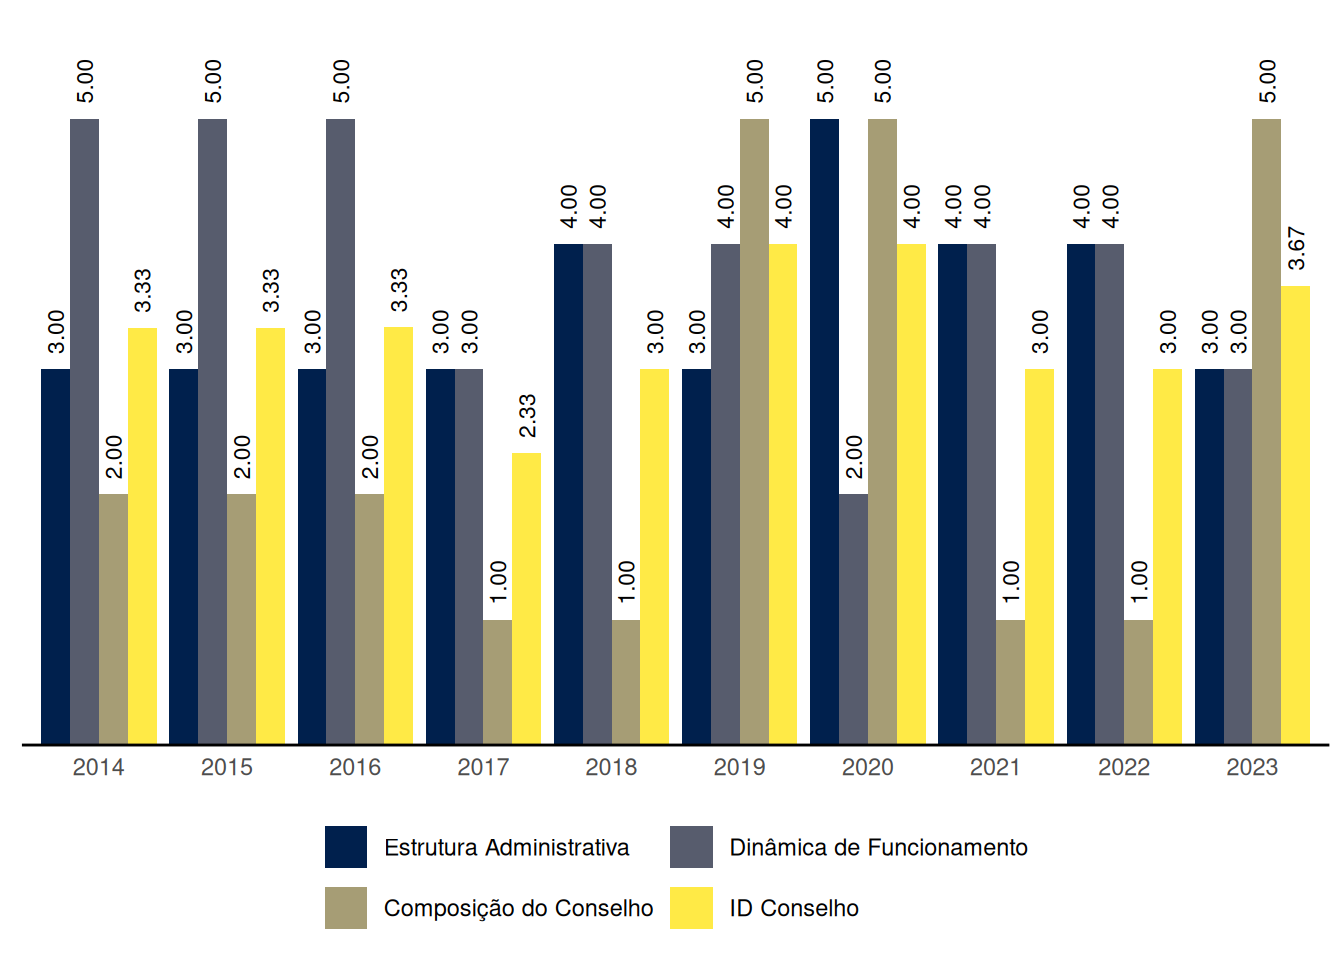 5.00 5.00 5.00 5.00 5.00 5.00 5.00
4.00 4.00 4.00 4.00 4.00 4.00 4.00 4.00 4.00
3.67
3.33 3.33 3.33
3.00 3.00 3.00 3.00 3.00 3.00 3.00 3.00 3.00 3.00 3.00
2.33
2.00 2.00 2.00 2.00
1.00 1.00 1.00 1.00
2014 2015 2016 2017 2018 2019 2020 2021 2022 2023
Estrutura Administrativa Dinâmica de Funcionamento
Composição do Conselho ID Conselho